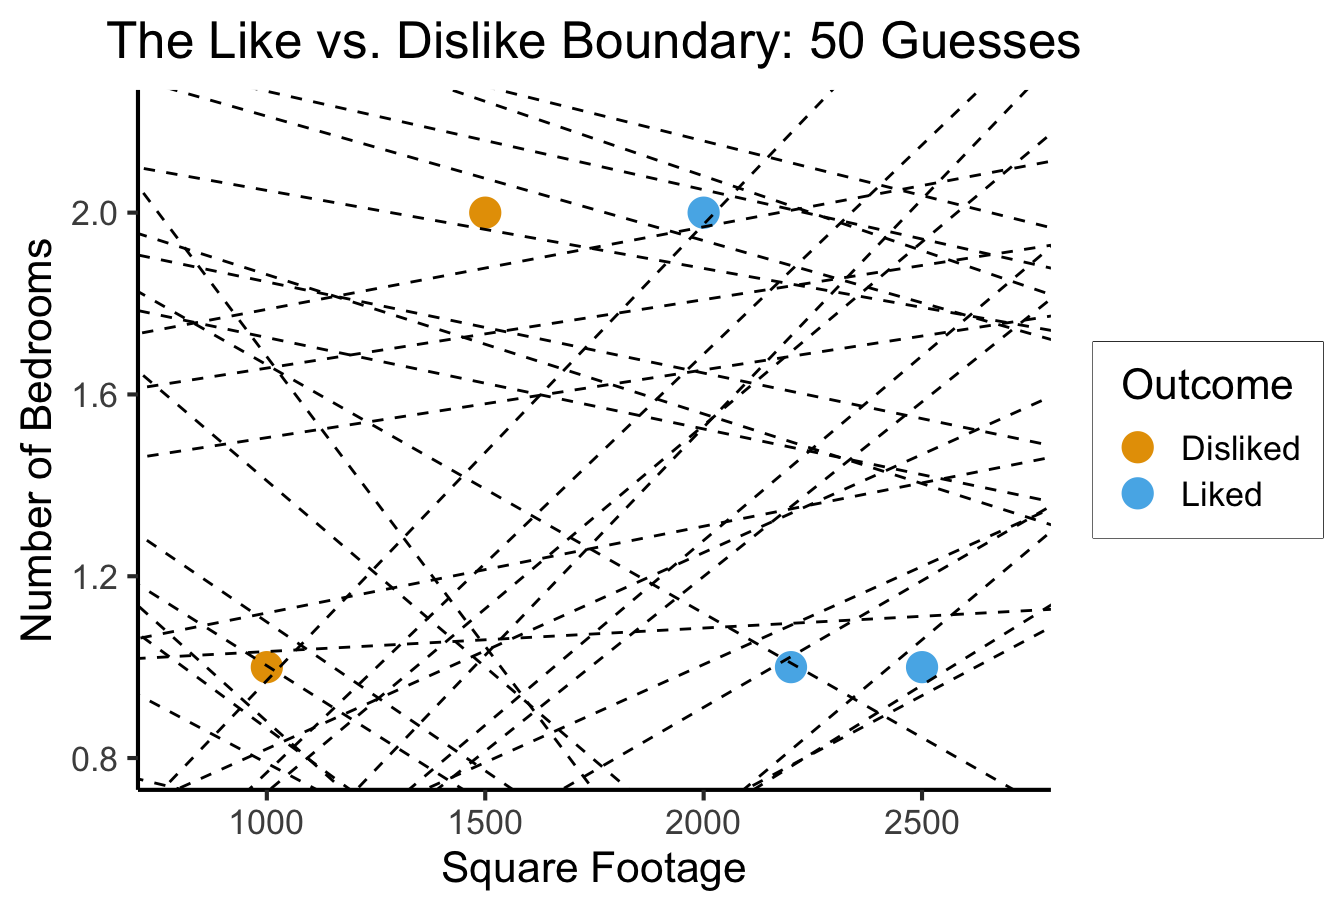 The Like vs. Dislike Boundary: 50 Guesses
Number of Bedrooms
2.0
1.6
1.2
0.8
1000 1500 2000 2500
Square Footage
Outcome
Disliked
Liked